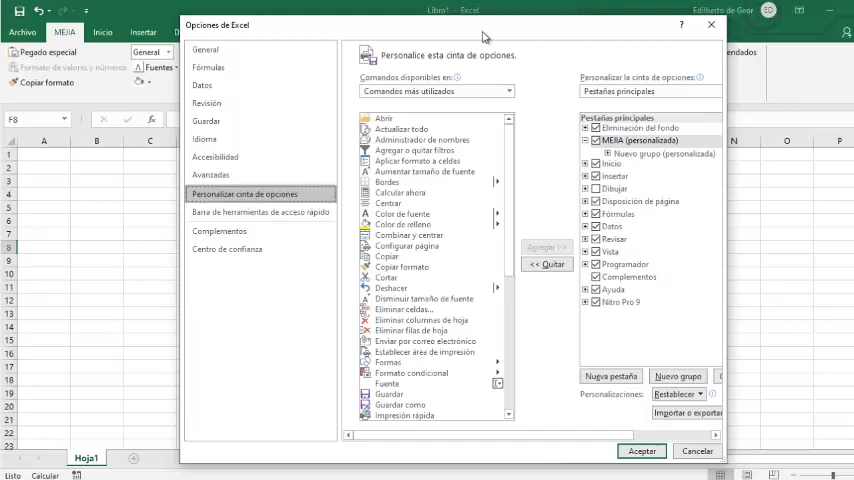 Libro1 - Excel
Edilberto de Geor
ED
Archivo MEJIA Inicio Insertar
Pegado especial
General
Formato de valores y números
Fuentes
Copiar formato
F8
fx
A B C N O P
1
2
3
4
5
6
7
8
9
10
11
12
13
14
15
16
17
18
19
20
21
22
23
Hoja1
Listo Calcular
Opciones de Excel
?
General
Fórmulas
Datos
Revisión
Guardar
Idioma
Accesibilidad
Avanzadas
Personalizar cinta de opciones
Barra de herramientas de acceso rápido
Complementos
Centro de confianza
Personalice esta cinta de opciones.
Comandos disponibles en:
Comandos más utilizados
Abrir
Actualizar todo
Administrador de nombres
Agregar o quitar filtros
Aplicar formato a celdas
Aumentar tamaño de fuente
Bordes
Calcular ahora
Centrar
Color de fuente
Color de relleno
Combinar y centrar
Configurar página
Copiar
Copiar formato
Cortar
Deshacer
Disminuir tamaño de fuente
Eliminar celdas...
Eliminar columnas de hoja
Eliminar filas de hoja
Enviar por correo electrónico
Establecer área de impresión
Formas
Formato condicional
Fuente
Guardar
Guardar como
Impresión rápida
Agregar >>
<< Quitar
Personalizar la cinta de opciones:
Pestañas principales
Pestañas principales
Eliminación del fondo
MEJIA (personalizada)
Nuevo grupo (personalizada)
Inicio
Insertar
Dibujar
Disposición de página
Fórmulas
Datos
Revisar
Vista
Programador
Complementos
Ayuda
Nitro Pro 9
Nueva pestaña Nuevo grupo
Personalizaciones: Restablecer
Importar o exportar
Aceptar Cancelar